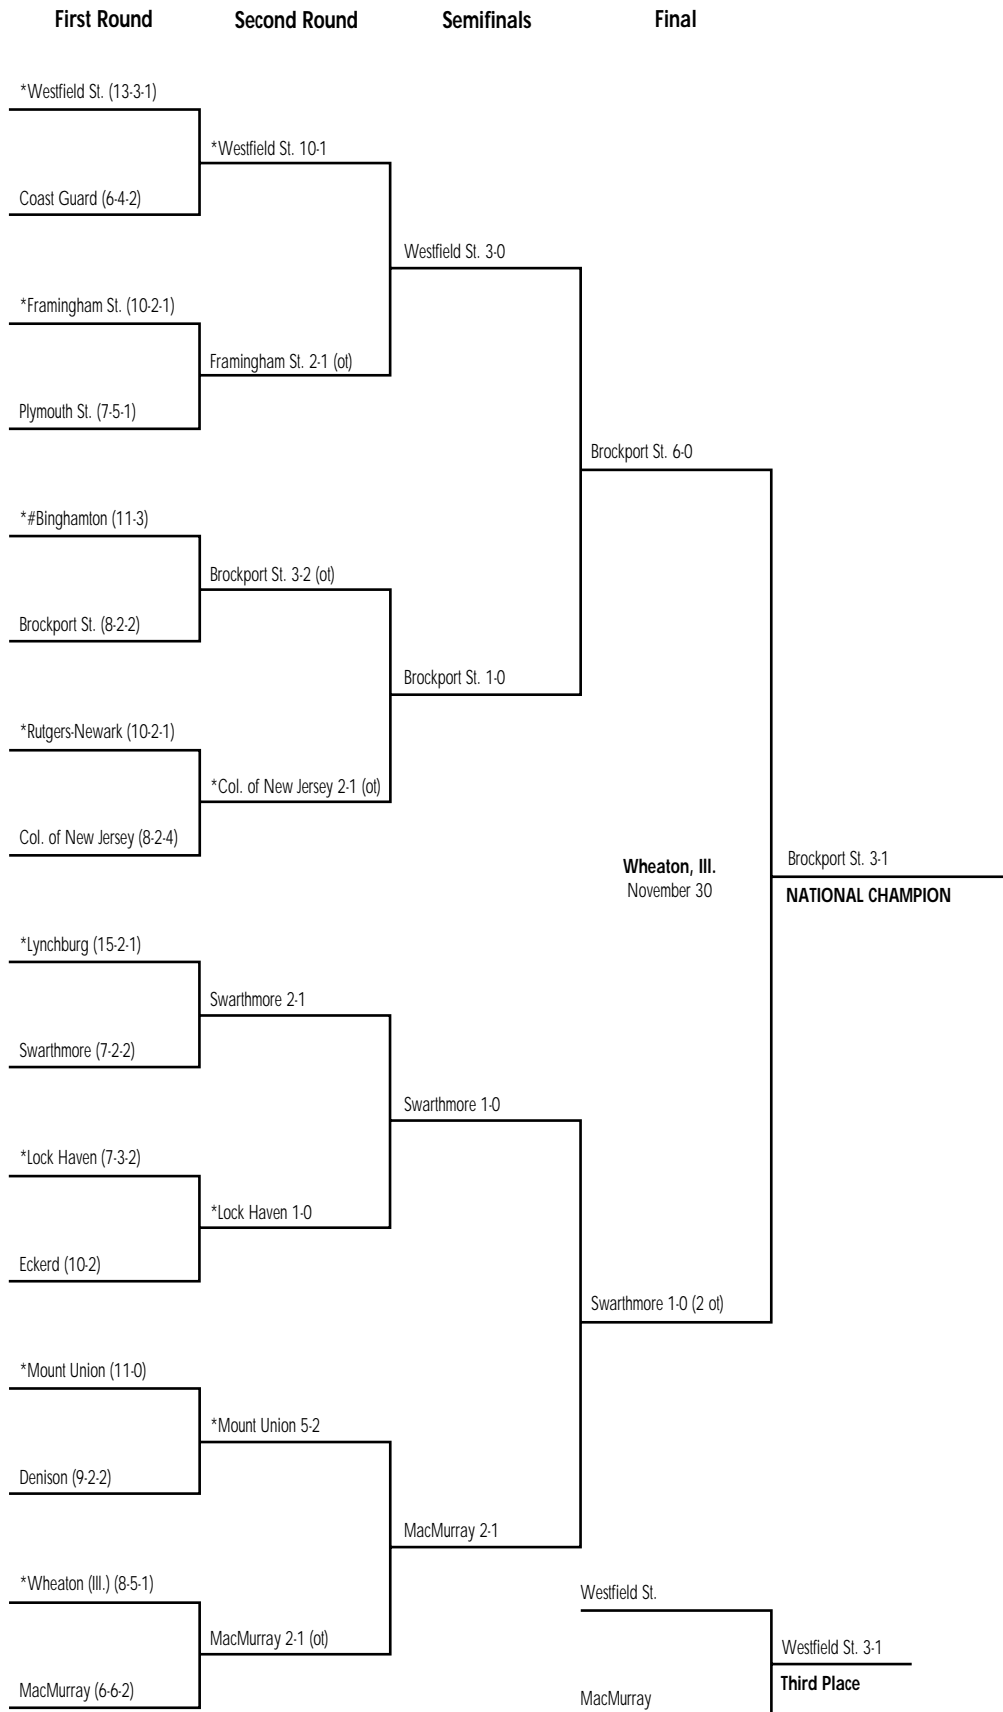 First Round
Second Round
Semifinals
Final
*Westfield St. (13-3-1)
*Westfield St. 10-1
Coast Guard (6-4-2)
Westfield St. 3-0
*Framingham St. (10-2-1)
Framingham St. 2-1 (ot)
Plymouth St. (7-5-1)
Brockport St. 6-0
*#Binghamton (11-3)
Brockport St. 3-2 (ot)
Brockport St. (8-2-2)
Brockport St. 1-0
*Rutgers-Newark (10-2-1)
*Col. of New Jersey 2-1 (ot)
Col. of New Jersey (8-2-4)
Wheaton, Ill.
November 30
Brockport St. 3-1
NATIONAL CHAMPION
*Lynchburg (15-2-1)
Swarthmore 2-1
Swarthmore (7-2-2)
Swarthmore 1-0
*Lock Haven (7-3-2)
*Lock Haven 1-0
Eckerd (10-2)
Swarthmore 1-0 (2 ot)
*Mount Union (11-0)
*Mount Union 5-2
Denison (9-2-2)
MacMurray 2-1
*Wheaton (Ill.) (8-5-1)
MacMurray 2-1 (ot)
MacMurray (6-6-2)
Westfield St.
Westfield St. 3-1
Third Place
MacMurray